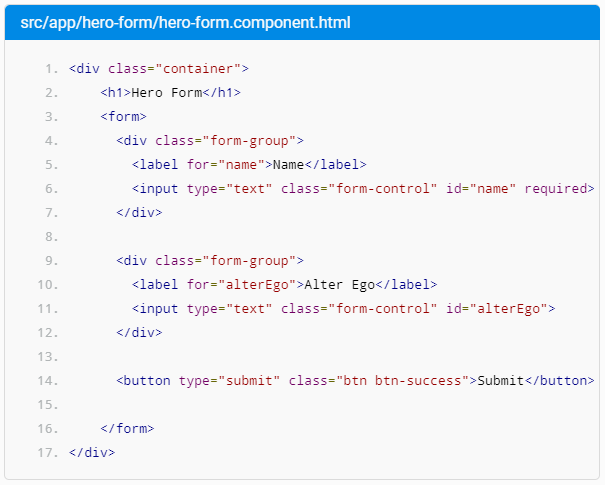 src/app/hero-form/hero-form.component.html
1. <div class="container">
2.     <h1>Hero Form</h1>
3.     <form>
4.       <div class="form-group">
5.         <label for="name">Name</label>
6.         <input type="text" class="form-control" id="name" required>
7.       </div>
8.
9.       <div class="form-group">
10.         <label for="alterEgo">Alter Ego</label>
11.         <input type="text" class="form-control" id="alterEgo">
12.       </div>
13.
14.       <button type="submit" class="btn btn-success">Submit</button>
15.
16.     </form>
17. </div>